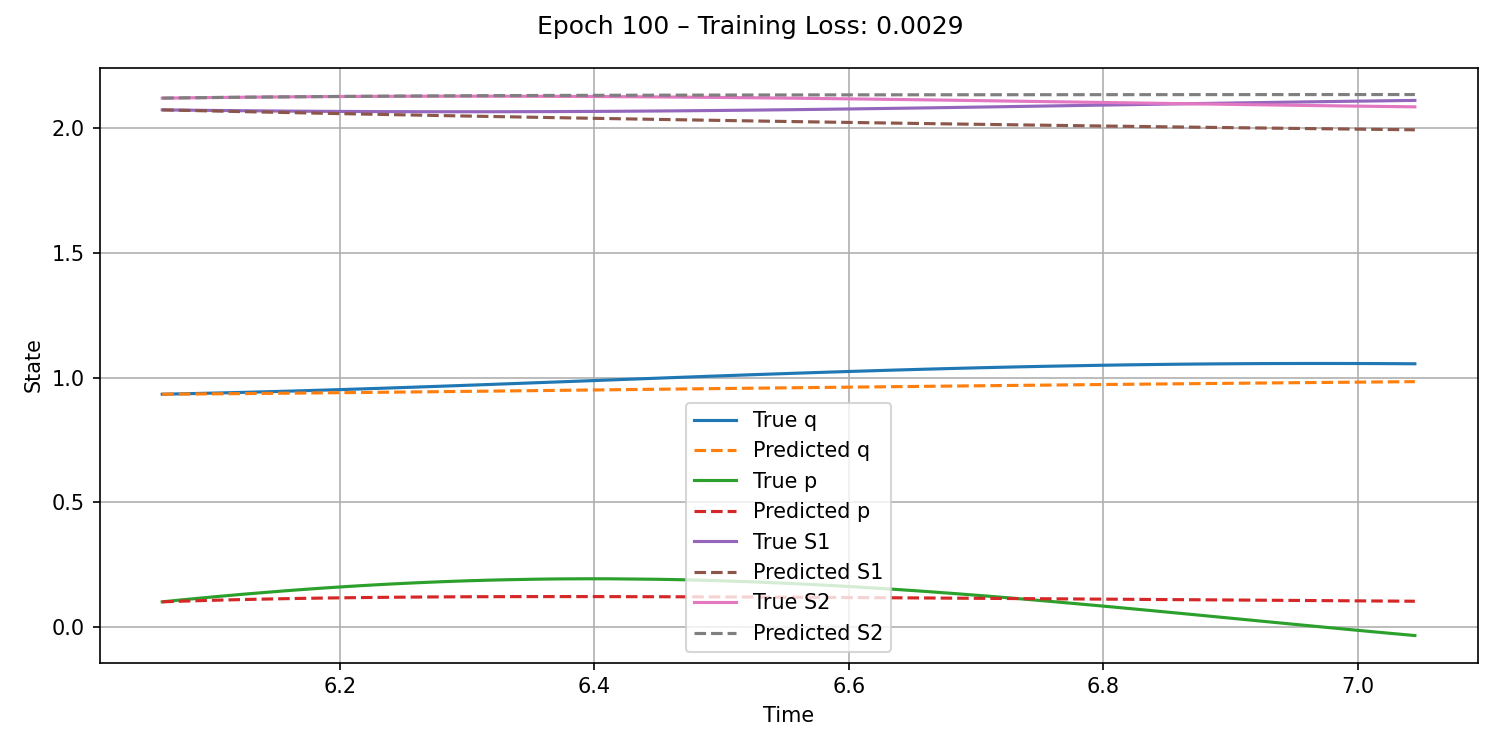 Epoch 100 – Training Loss: 0.0029
State
2.0
1.5
1.0
0.5
0.0
True q
Predicted q
True p
Predicted p
True S1
Predicted S1
True S2
Predicted S2
6.2 6.4 6.6 6.8 7.0
Time